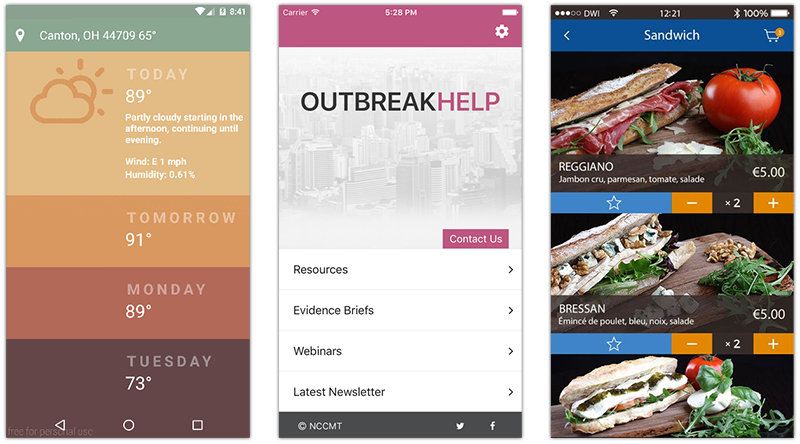 8:41
Canton, OH 44709 65°
TODAY
89°
Partly cloudy starting in the
afternoon, continuing until
evening.
Wind: E 1 mph
Humidity: 0.61%
TOMORROW
91°
MONDAY
89°
TUESDAY
73°
free for personal use
Carrier
5:28 PM
OUTBREAKHELP
Contact Us
Resources
Evidence Briefs
Webinars
Latest Newsletter
© NCCMT
DWI
12:21
100%
Sandwich
3
REGGIANO
Jambon cru, parmesan, tomate, salade
€5.00
× 2
BRESSAN
Émincé de poulet, bleu, noix, salade
€5.00
× 2